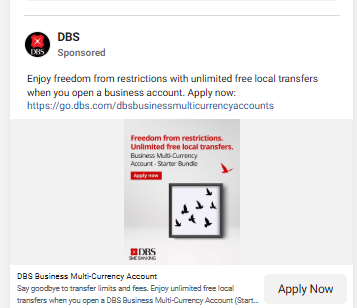 DBS
Sponsored
DBS
Enjoy freedom from restrictions with unlimited free local transfers
when you open a business account. Apply now:
https://go.dbs.com/dbsbusinessmulticurrencyaccounts
Freedom from restrictions.
Unlimited free local transfers.
Business Multi-Currency
Account - Starter Bundle
Apply now
DBS
SME BANKING
DBS Business Multi-Currency Account
Say goodbye to transfer limits and fees. Enjoy unlimited free local
transfers when you open a DBS Business Multi-Currency Account (Start...
Apply Now